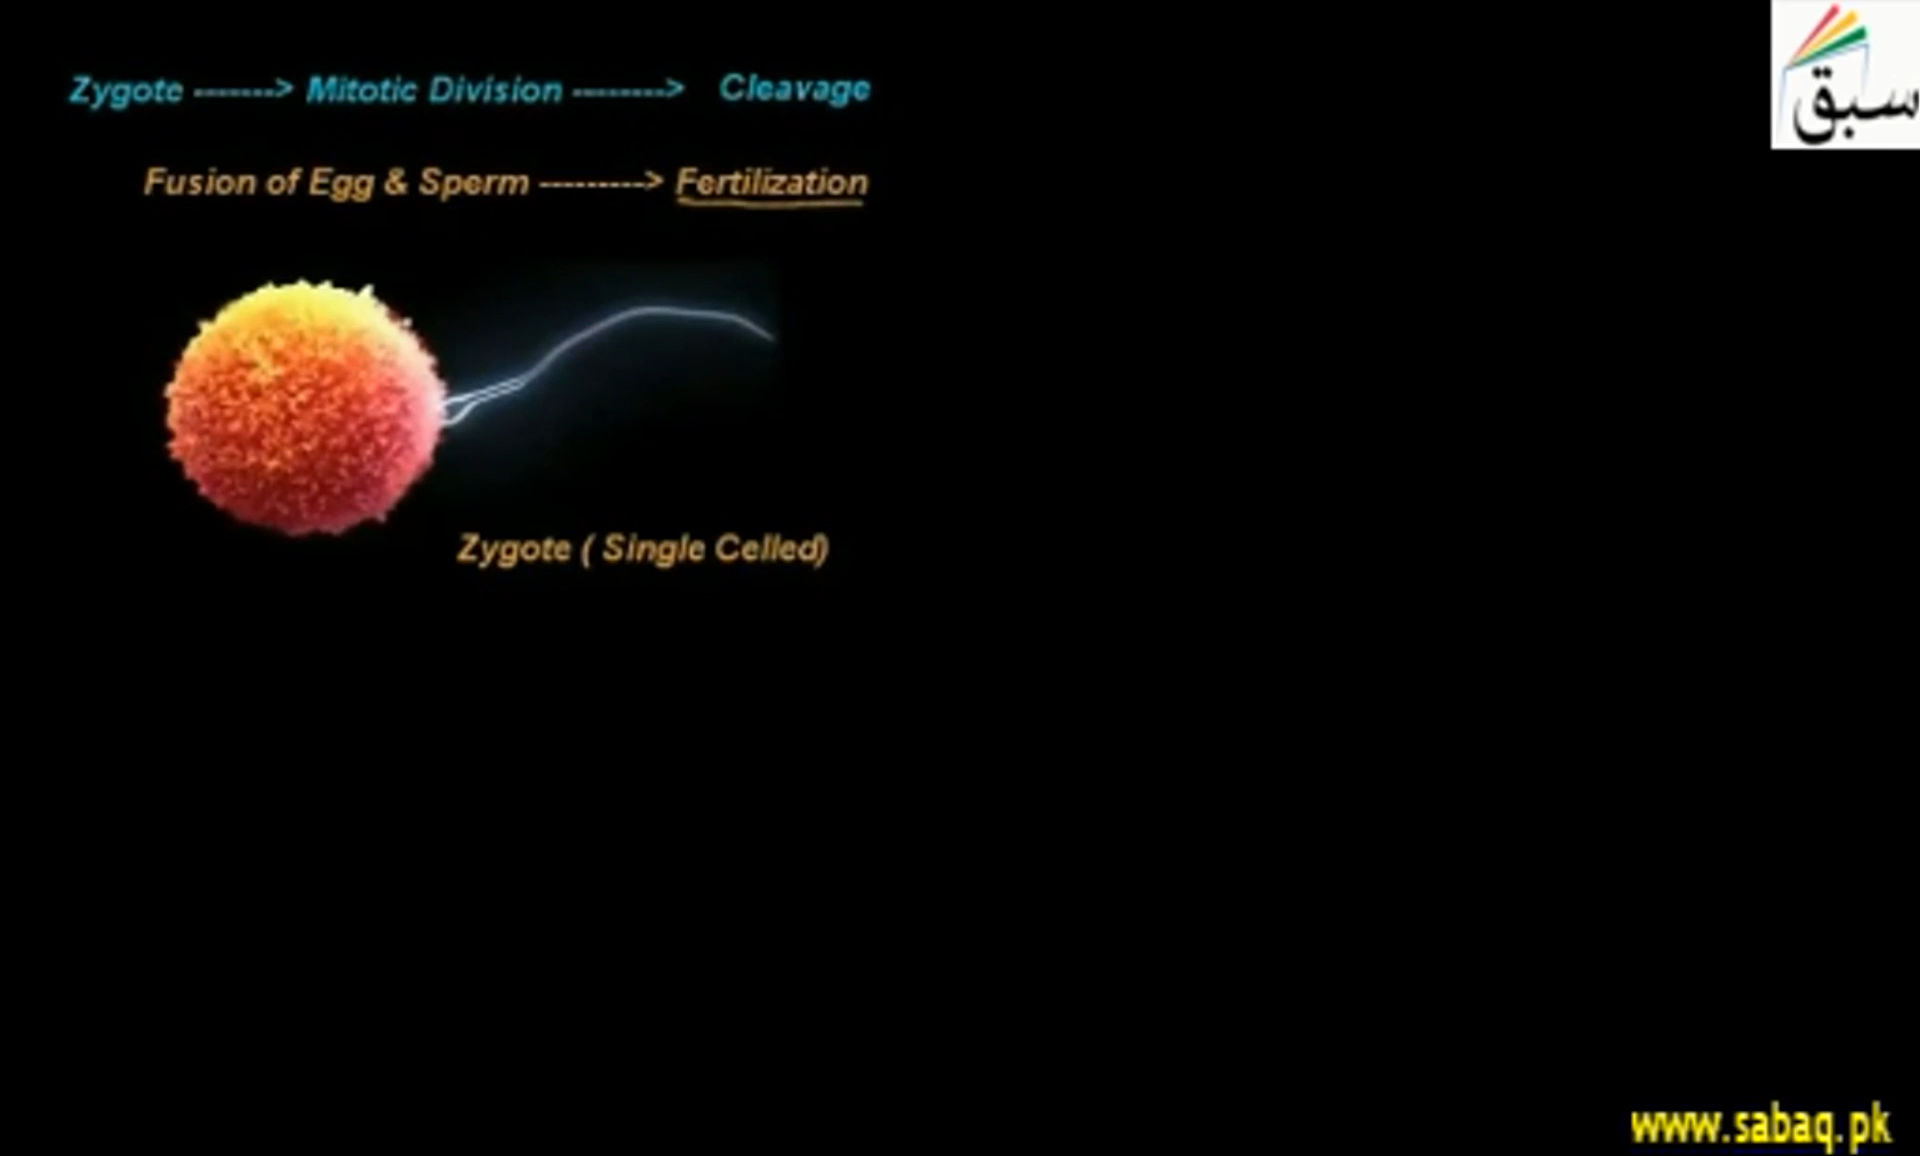 Zygote -------> Mitotic Division --------> Cleavage
Fusion of Egg & Sperm ---------> Fertilization
Zygote ( Single Celled)
سبق
www.sabaq.pk